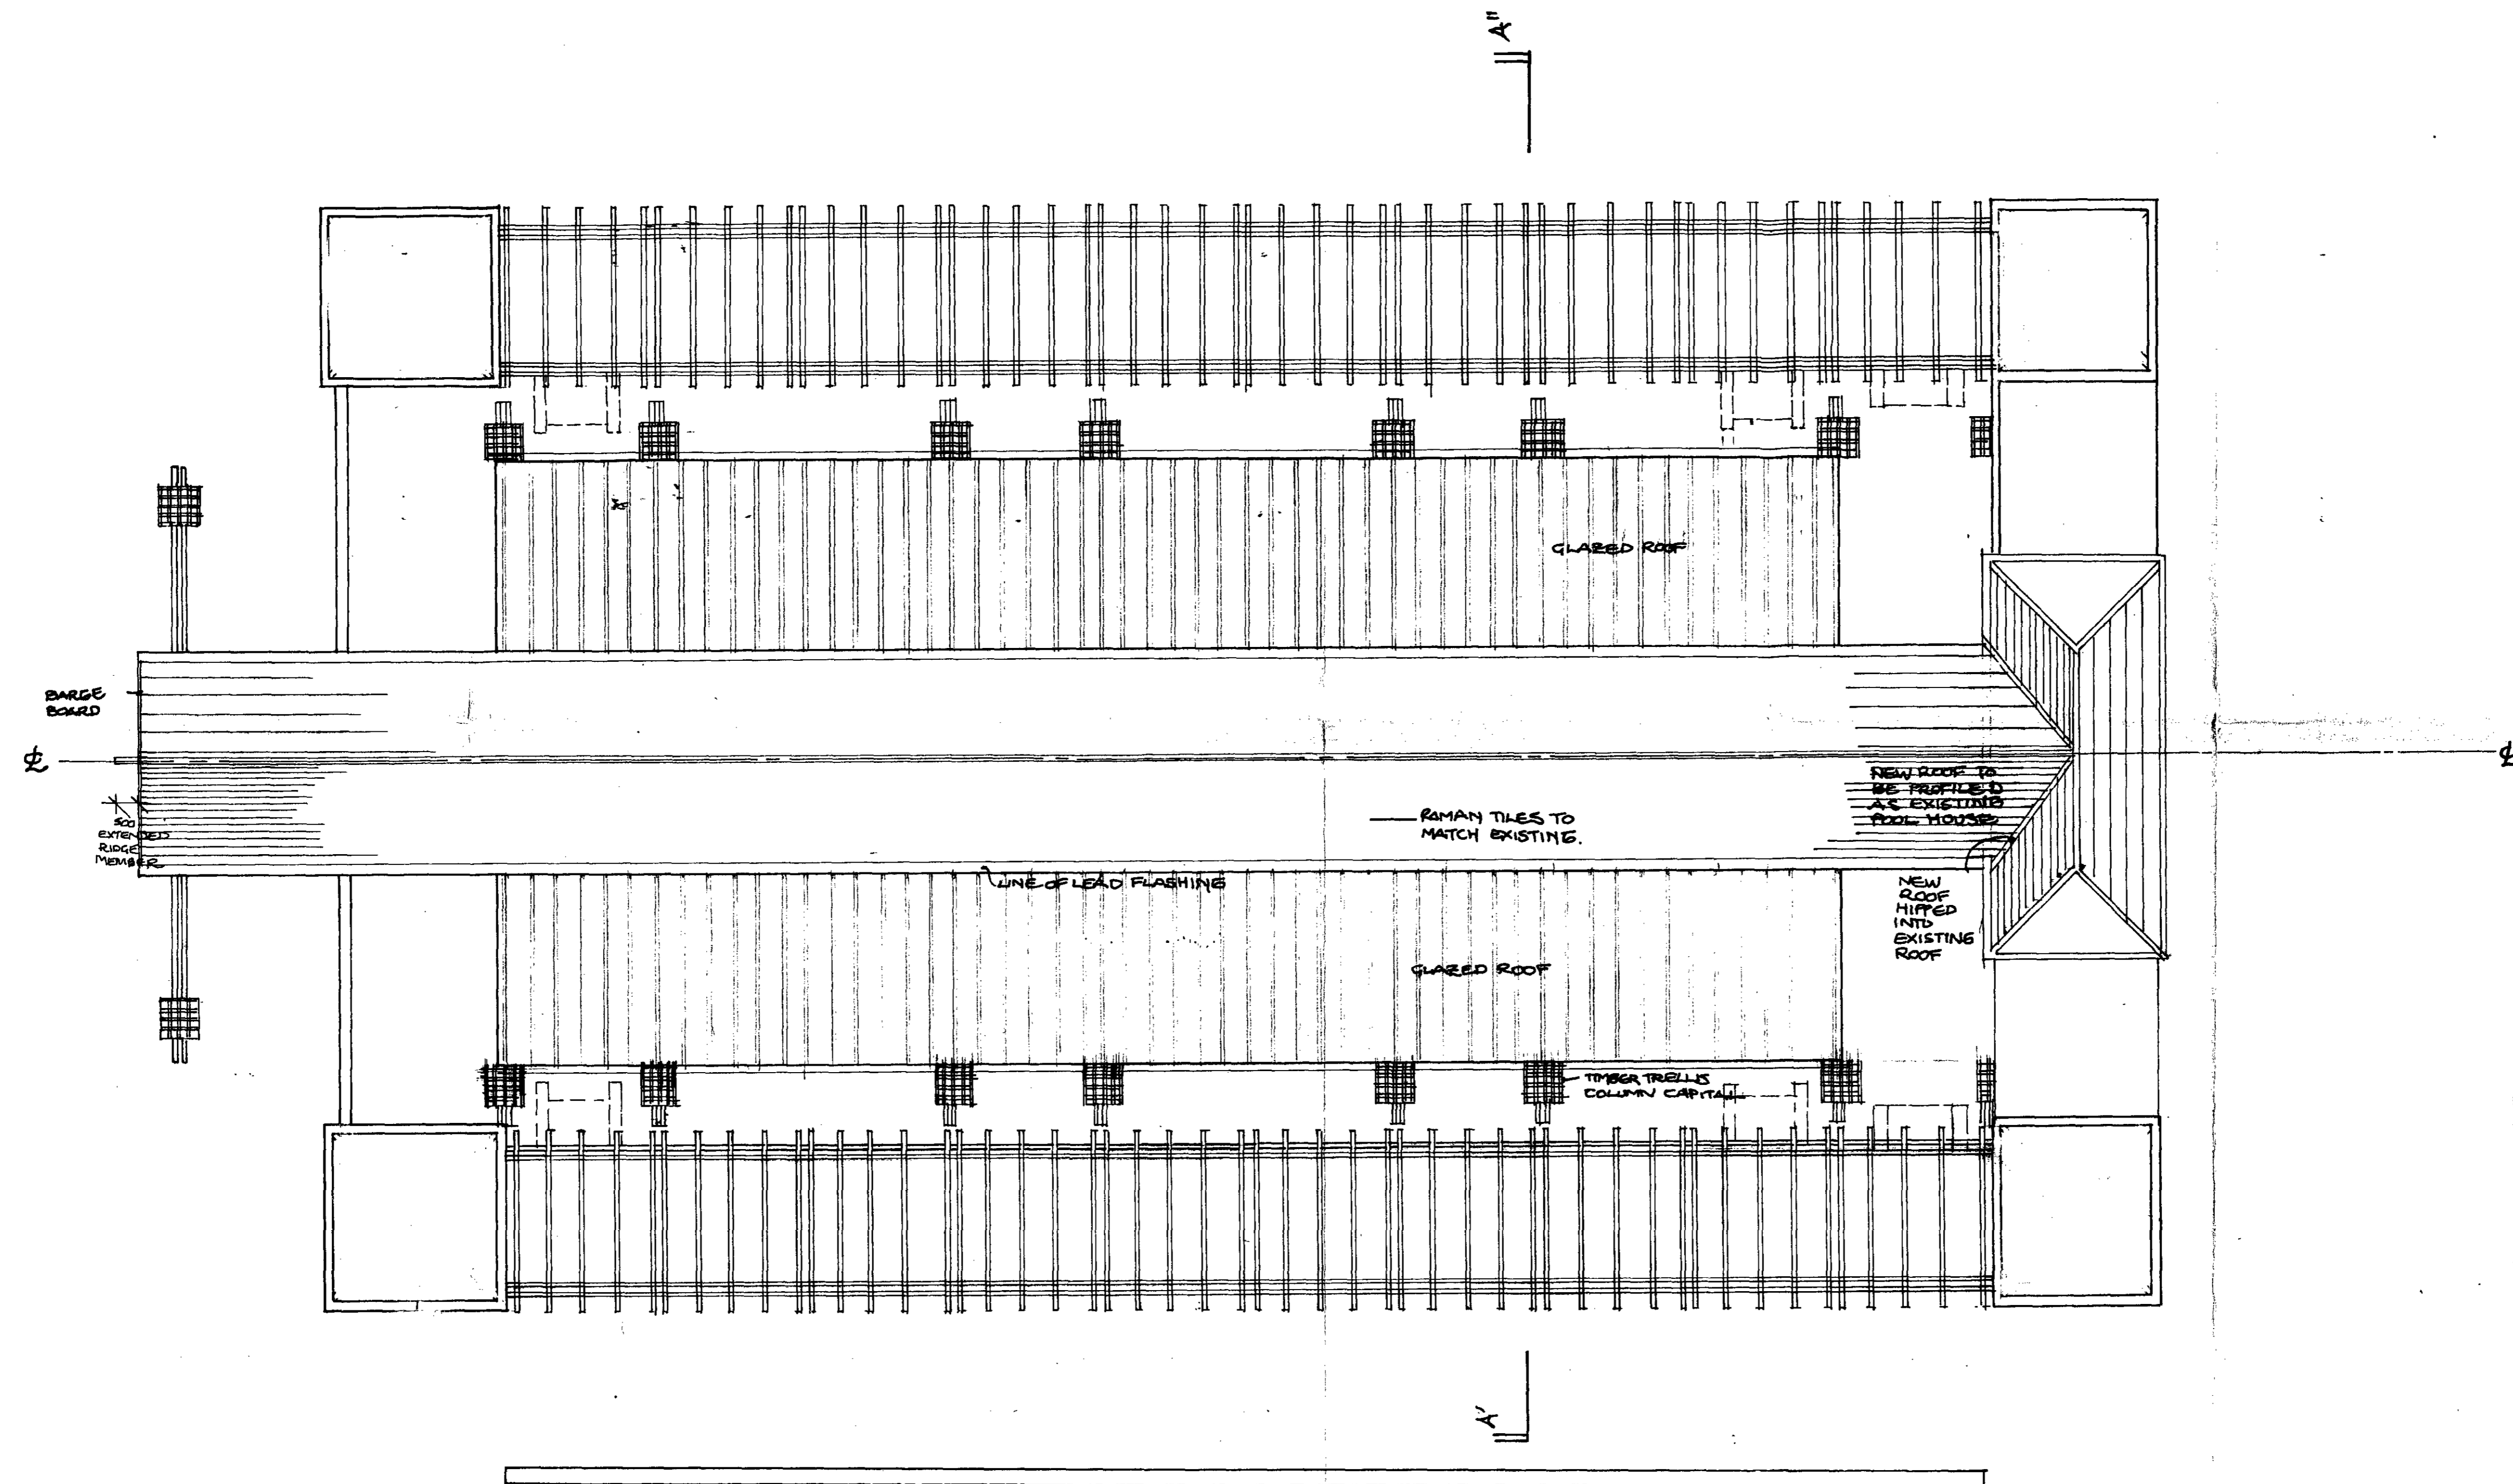 A"
GLAZED ROOF
BARGE
BOARD
℄
℄
NEW ROOF TO
BE PROFILED
AS EXISTING
POOL HOUSE
500
EXTENDED
RIDGE
MEMBER
RAMAN TILES TO
MATCH EXISTING.
LINE OF LEAD FLASHING
NEW
ROOF
HIPPED
INTO
EXISTING
ROOF
GLAZED ROOF
TIMBER TRELLIS
COLUMN CAPITAL
A'